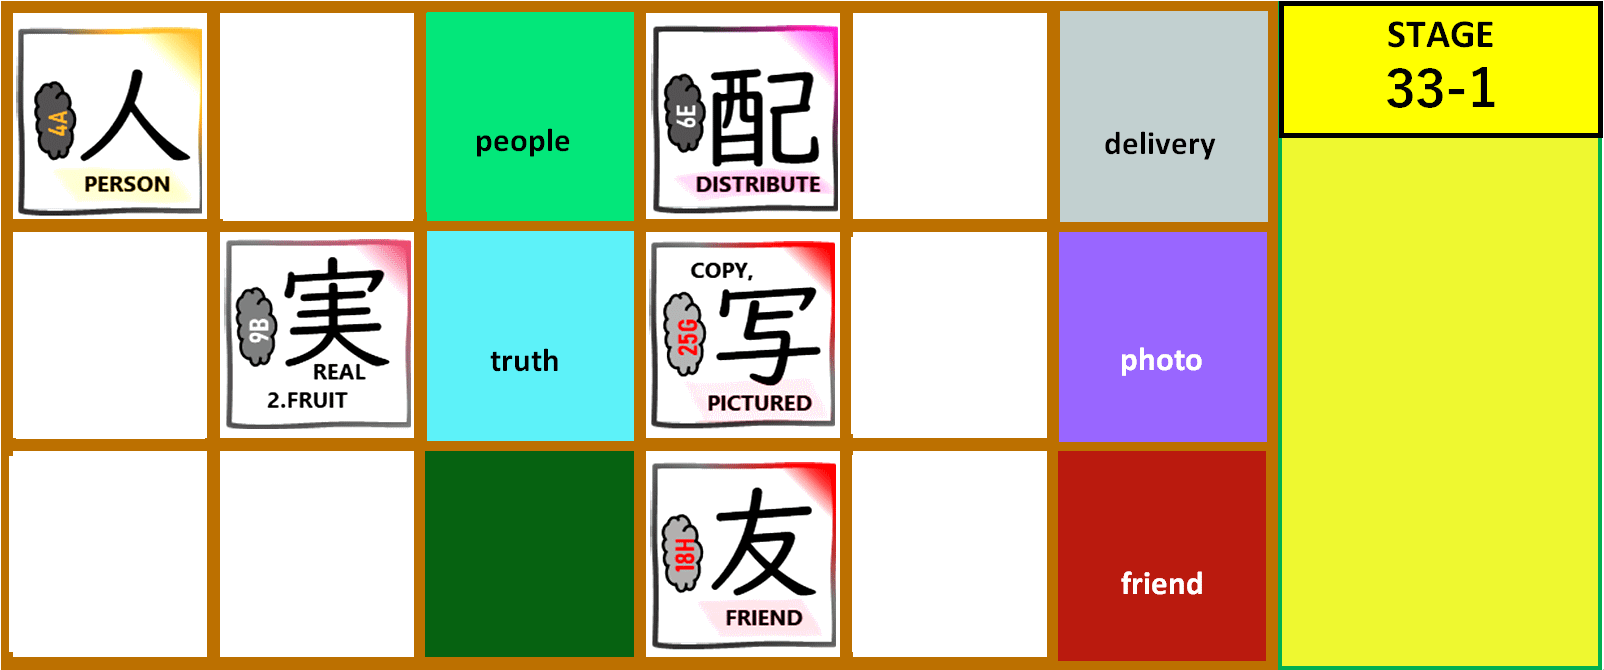 4A
人
PERSON
people
6E
配
DISTRIBUTE
delivery
STAGE
33-1
9B
実
REAL
2.FRUIT
truth
COPY,
25G
写
PICTURED
photo
18H
友
FRIEND
friend